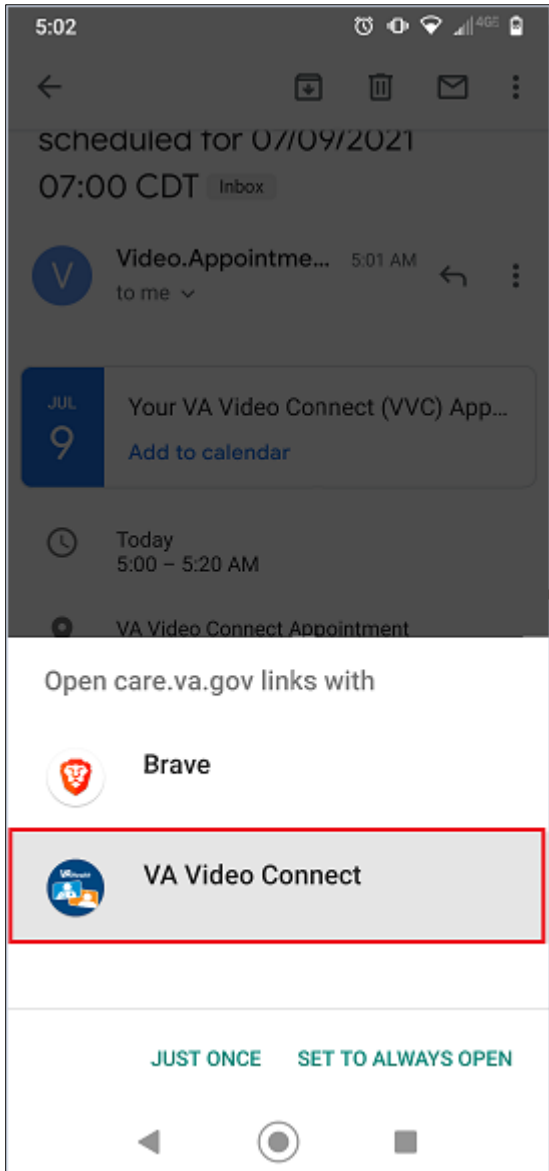 5:02
4GE
scheduled for 07/09/2021
07:00 CDT Inbox
Video.Appointme... 5:01 AM
to me
V
JUL
9
Your VA Video Connect (VVC) App...
Add to calendar
Today
5:00 – 5:20 AM
VA Video Connect Appointment
Open care.va.gov links with
Brave
VA Video Connect
JUST ONCE SET TO ALWAYS OPEN